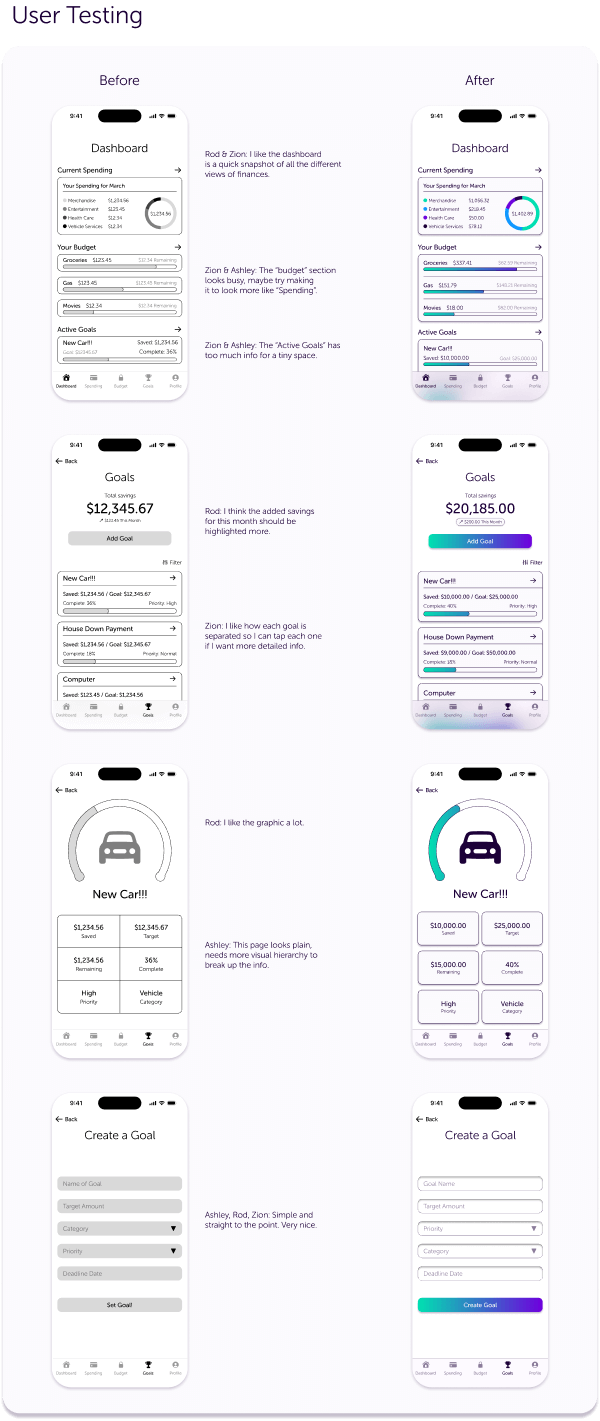 User Testing
Before
After
9:41
Dashboard
Current Spending
Your Spending for March
Merchandise $1,234.56
Entertainment $123.45
Health Care $12.34
Vehicle Services $12.34
$1,234.56
Your Budget
Groceries $123.45 $12.34 Remaining
Gas $123.45 $123.45 Remaining
Movies $12.34 $12.34 Remaining
Active Goals
New Car!!! Saved: $1,234.56
Goal: $12345.67 Complete: 36%
Dashboard Spending Budget Goals Profile
Rod & Zion: I like the dashboard
is a quick snapshot of all the different
views of finances.
Zion & Ashley: The “budget” section
looks busy, maybe try making
it to look more like “Spending”.
Zion & Ashley: The “Active Goals” has
too much info for a tiny space.
9:41
Dashboard
Current Spending
Your Spending for March
Merchandise $1,056.32
Entertainment $218.45
Health Care $50.00
Vehicle Services $78.12
$1,402.89
Your Budget
Groceries $337.41 Remaining
Gas $151.79 Remaining
Movies $18.00 Remaining
Active Goals
New Car!!!
Saved: $10,000.00 Goal: $25,000.00
Dashboard Spending Budget Goals Profile
9:41
Back
Goals
Total savings
$12,345.67
$123.45 This Month
Add Goal
Filter
New Car!!!
Saved: $1,234.56 / Goal: $12.345.67
Complete: 36% Priority: High
House Down Payment
Saved: $1,234.56 / Goal: $12,345.67
Complete: 18% Priority: Normal
Computer
Saved: $123.45 / Goal: $1,234.56
Dashboard Spending Budget Goals Profile
Rod: I think the added savings
for this month should be
highlighted more.
Zion: I like how each goal is
separated so I can tap each one
if I want more detailed info.
9:41
Back
Goals
Total savings
$20,185.00
$200.00 This Month
Add Goal
Filter
New Car!!!
Saved: $10,000.00 / Goal: $25,000.00
Complete: 40% Priority: High
House Down Payment
Saved: $9,000.00 / Goal: $50,000.00
Complete: 18% Priority: Normal
Computer
Dashboard Spending Budget Goals Profile
9:41
Back
New Car!!!
$1,234.56 $12,345.67
Saved Target
$1,234.56 36%
Remaining Complete
High Vehicle
Priority Category
Dashboard Spending Budget Goals Profile
Rod: I like the graphic a lot.
Ashley: This page looks plain,
needs more visual hierarchy to
break up the info.
9:41
Back
New Car!!!
$10,000.00 $25,000.00
Saved Target
$15,000.00 40%
Remaining Complete
High Vehicle
Priority Category
Dashboard Spending Budget Goals Profile
9:41
Back
Create a Goal
Name of Goal
Target Amount
Category
Priority
Deadline Date
Set Goal!
Dashboard Spending Budget Goals Profile
Ashley, Rod, Zion: Simple and
straight to the point. Very nice.
9:41
Back
Create a Goal
Goal Name
Target Amount
Priority
Category
Deadline Date
Create Goal
Dashboard Spending Budget Goals Profile